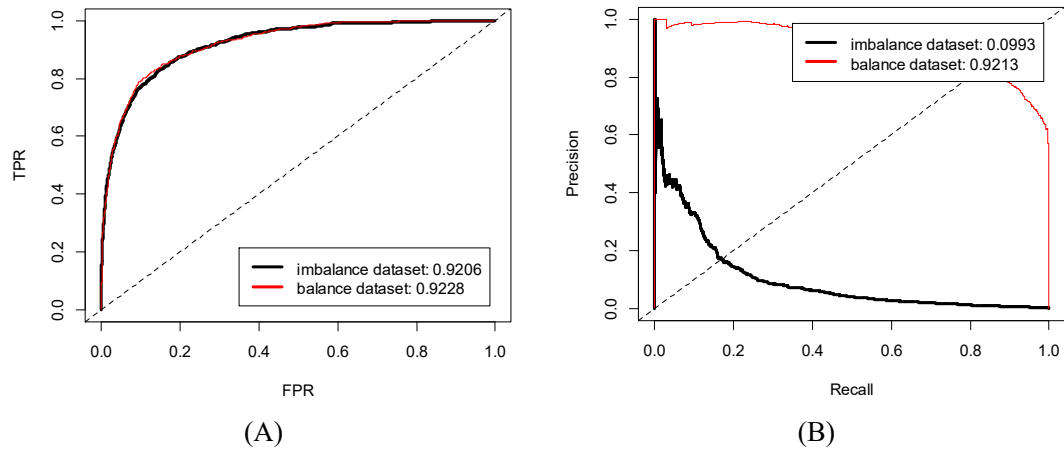 TPR
1.0
0.8
0.6
0.4
0.2
0.0
imbalance dataset: 0.9206
balance dataset: 0.9228
0.0 0.2 0.4 0.6 0.8 1.0
FPR
(A)
Precision
1.0
0.8
0.6
0.4
0.2
0.0
imbalance dataset: 0.0993
balance dataset: 0.9213
0.0 0.2 0.4 0.6 0.8 1.0
Recall
(B)